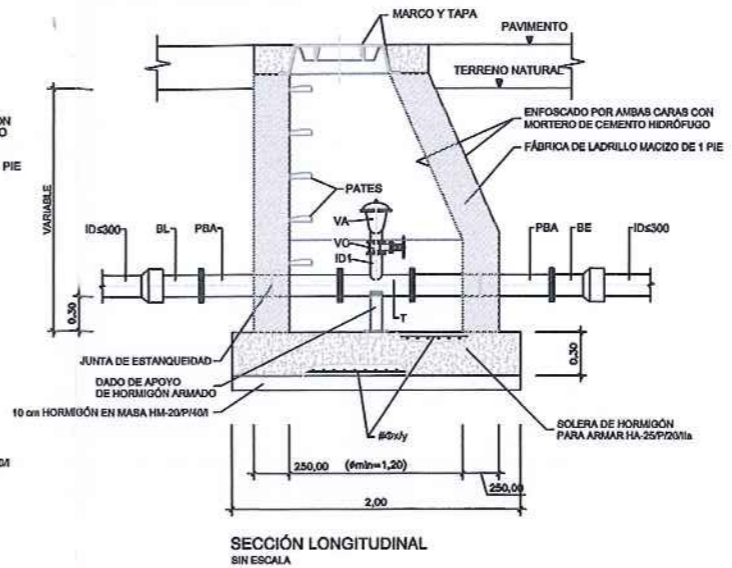 MARCO Y TAPA
PAVIMENTO
TERRENO NATURAL
ENFOSCADO POR AMBAS CARAS CON
MORTERO DE CEMENTO HIDRÓFUGO
FÁBRICA DE LADRILLO MACIZO DE 1 PIE
PIE
VARIABLE
PATES
VA
VC
ID1
ID≤300
BL
PBA
PBA
BE
ID≤300
0,30
T
0,30
JUNTA DE ESTANQUEIDAD
DADO DE APOYO
DE HORMIGÓN ARMADO
10 cm HORMIGÓN EN MASA HM-20/P/40/I
#Φx/y
SOLERA DE HORMIGÓN
PARA ARMAR HA-25/P/20/IIa
250,00
(ømin=1,20)
250,00
2,00
SECCIÓN LONGITUDINAL
SIN ESCALA